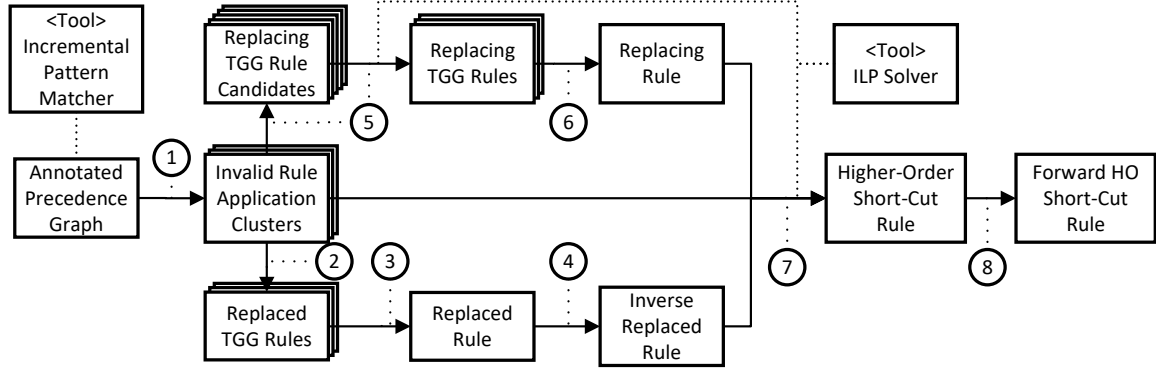 <Tool>
Incremental
Pattern
Matcher
Replacing
TGG Rule
Candidates
Replacing
TGG Rules
Replacing
Rule
<Tool>
ILP Solver
5
6
1
Annotated
Precedence
Graph
Invalid Rule
Application
Clusters
Higher-Order
Short-Cut
Rule
Forward HO
Short-Cut
Rule
2
3
4
7
8
Replaced
TGG Rules
Replaced
Rule
Inverse
Replaced
Rule